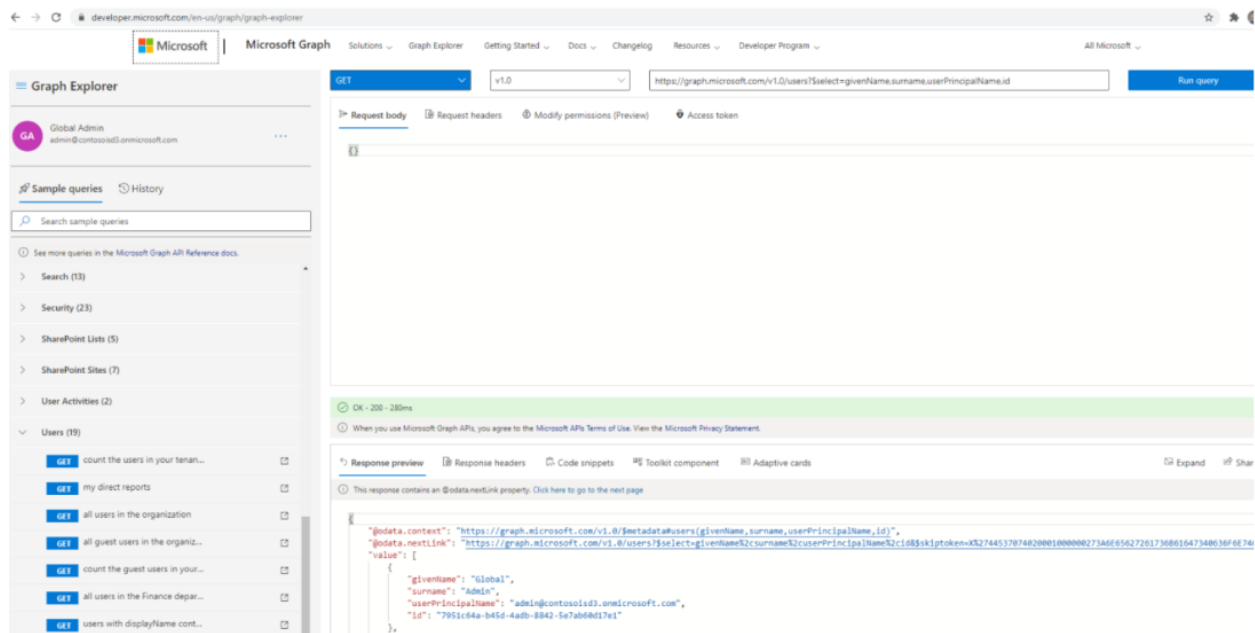 developer.microsoft.com/en-us/graph/graph-explorer
Microsoft | Microsoft Graph Solutions Graph Explorer Getting Started Docs Changelog Resources Developer Program All Microsoft
Graph Explorer
GET v1.0 https://graph.microsoft.com/v1.0/users?$select=givenName,surname,userPrincipalName,id Run query
GA
Global Admin
admin@contosoisd3.onmicrosoft.com
...
Request body Request headers Modify permissions (Preview) Access token
{}
Sample queries History
Search sample queries
See more queries in the Microsoft Graph API Reference docs.
Search (13)
Security (23)
SharePoint Lists (5)
SharePoint Sites (7)
User Activities (2)
Users (19)
GET count the users in your tenan...
GET my direct reports
GET all users in the organization
GET all guest users in the organiz...
GET count the guest users in your...
GET all users in the Finance depar...
GET users with displayName cont...
OK - 200 - 280ms
When you use Microsoft Graph APIs, you agree to the Microsoft APIs Terms of Use. View the Microsoft Privacy Statement.
Response preview Response headers Code snippets Toolkit component Adaptive cards Expand Shar
This response contains an @odata.nextLink property. Click here to go to the next page
{
"@odata.context": "https://graph.microsoft.com/v1.0/$metadata#users(givenName,surname,userPrincipalName,id)",
"@odata.nextLink":
"value": [
{
"givenName": "Global",
"surname": "Admin",
"userPrincipalName": "admin@contosoisd3.onmicrosoft.com",
"id": "7951c64a-b45d-4adb-8842-5e7ab60d17e1"
},